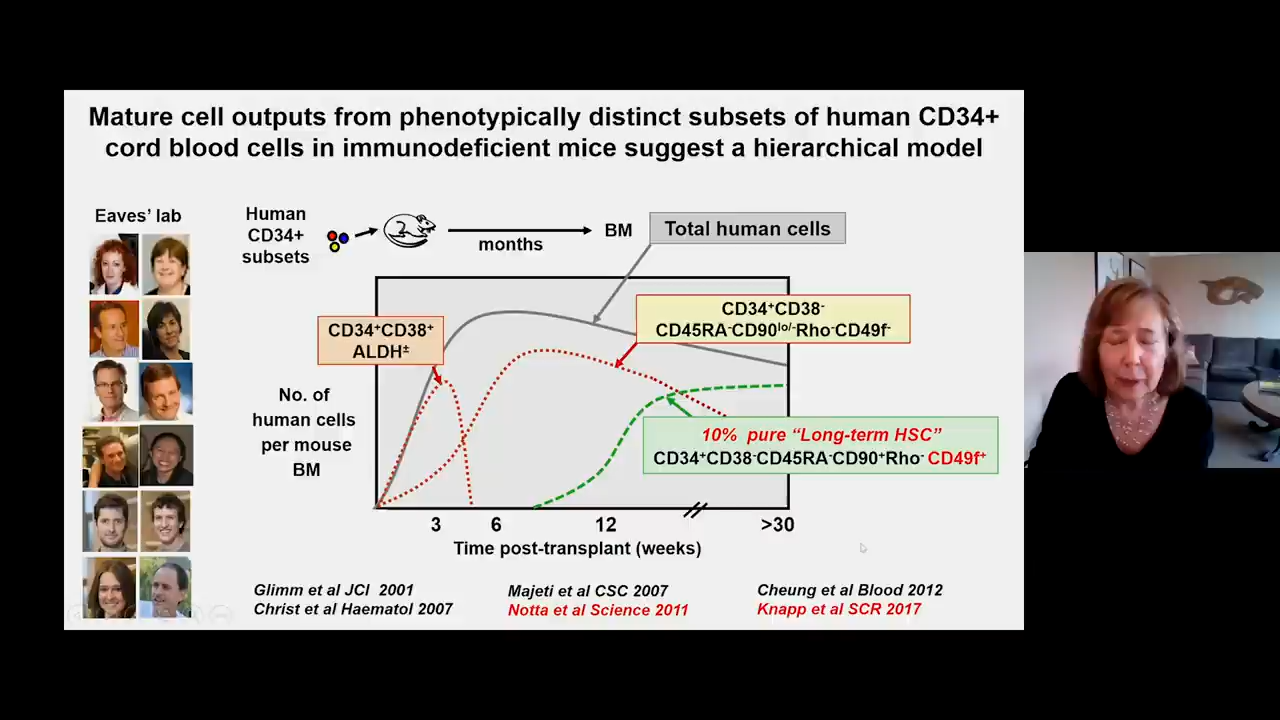 Mature cell outputs from phenotypically distinct subsets of human CD34+
cord blood cells in immunodeficient mice suggest a hierarchical model
Eaves' lab
Human
CD34+
subsets
months
BM
Total human cells
CD34⁺CD38⁺
ALDH±
CD34⁺CD38⁻
CD45RA⁻CD90ˡᵒ/⁻Rho⁻CD49f⁻
No. of
human cells
per mouse
BM
10% pure “Long-term HSC”
CD34⁺CD38⁻CD45RA⁻CD90⁺Rho⁻ CD49f⁺
3 6 12 >30
Time post-transplant (weeks)
Glimm et al JCI 2001
Christ et al Haematol 2007
Majeti et al CSC 2007
Notta et al Science 2011
Cheung et al Blood 2012
Knapp et al SCR 2017